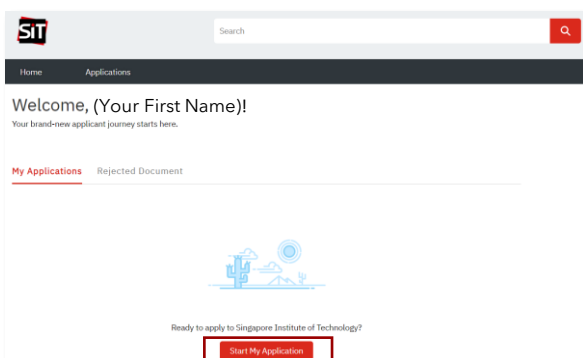 SiT
Search
Home Applications
Welcome, (Your First Name)!
Your brand-new applicant journey starts here.
My Applications Rejected Document
Ready to apply to Singapore Institute of Technology?
Start My Application